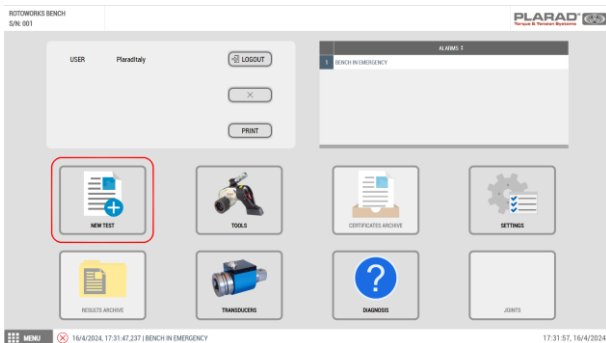 ROTOWORKS BENCH
S/N: 001
PLARAD
Torque & Tension Systems
USER PlaradItaly
LOGOUT
PRINT
ALARMS
1 BENCH IN EMERGENCY
NEW TEST
TOOLS
CERTIFICATES ARCHIVE
SETTINGS
RESULTS ARCHIVE
TRANSDUCERS
?
DIAGNOSIS
JOINTS
MENU
16/4/2024, 17:31:47,237 | BENCH IN EMERGENCY
17:31:57, 16/4/2024